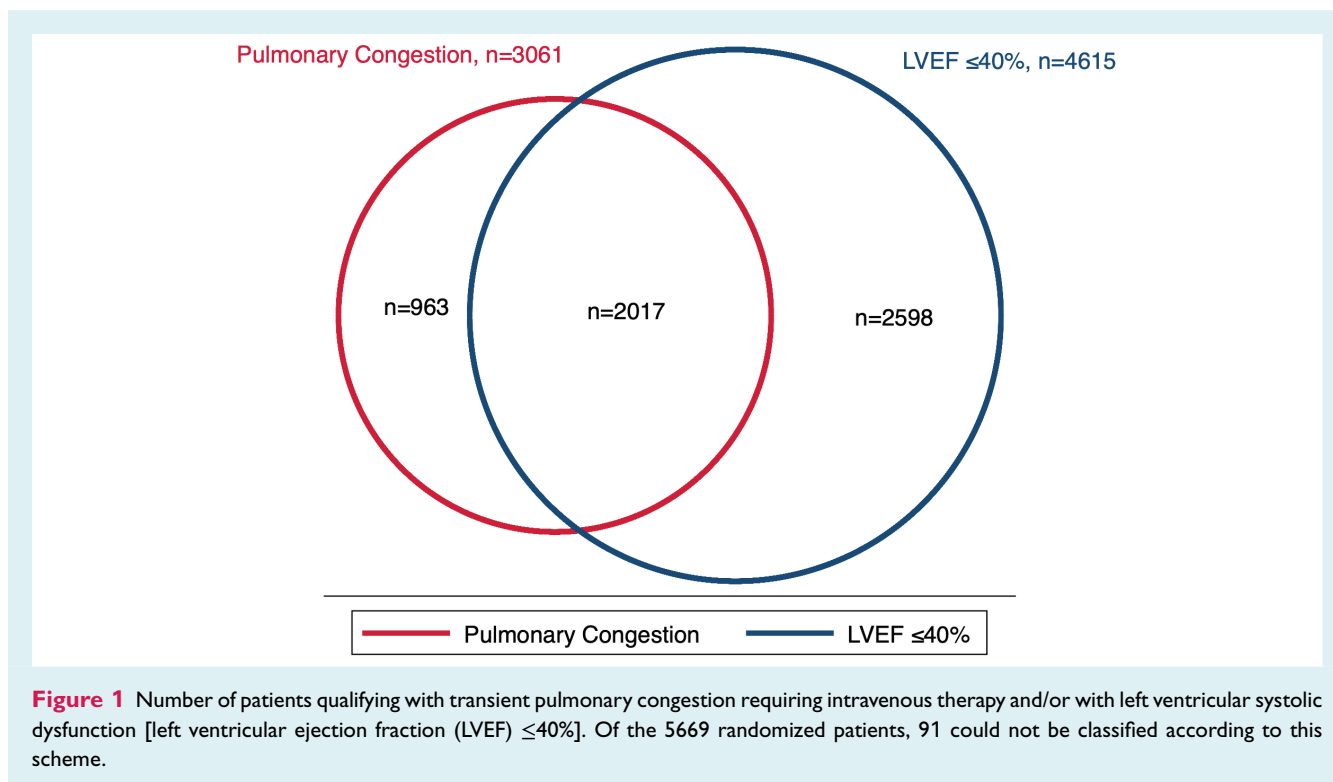 Pulmonary Congestion, n=3061
LVEF ≤40%, n=4615
n=963
n=2017
n=2598
Pulmonary Congestion
LVEF ≤40%
Figure 1 Number of patients qualifying with transient pulmonary congestion requiring intravenous therapy and/or with left ventricular systolic
dysfunction [left ventricular ejection fraction (LVEF) ≤40%]. Of the 5669 randomized patients, 91 could not be classified according to this
scheme.